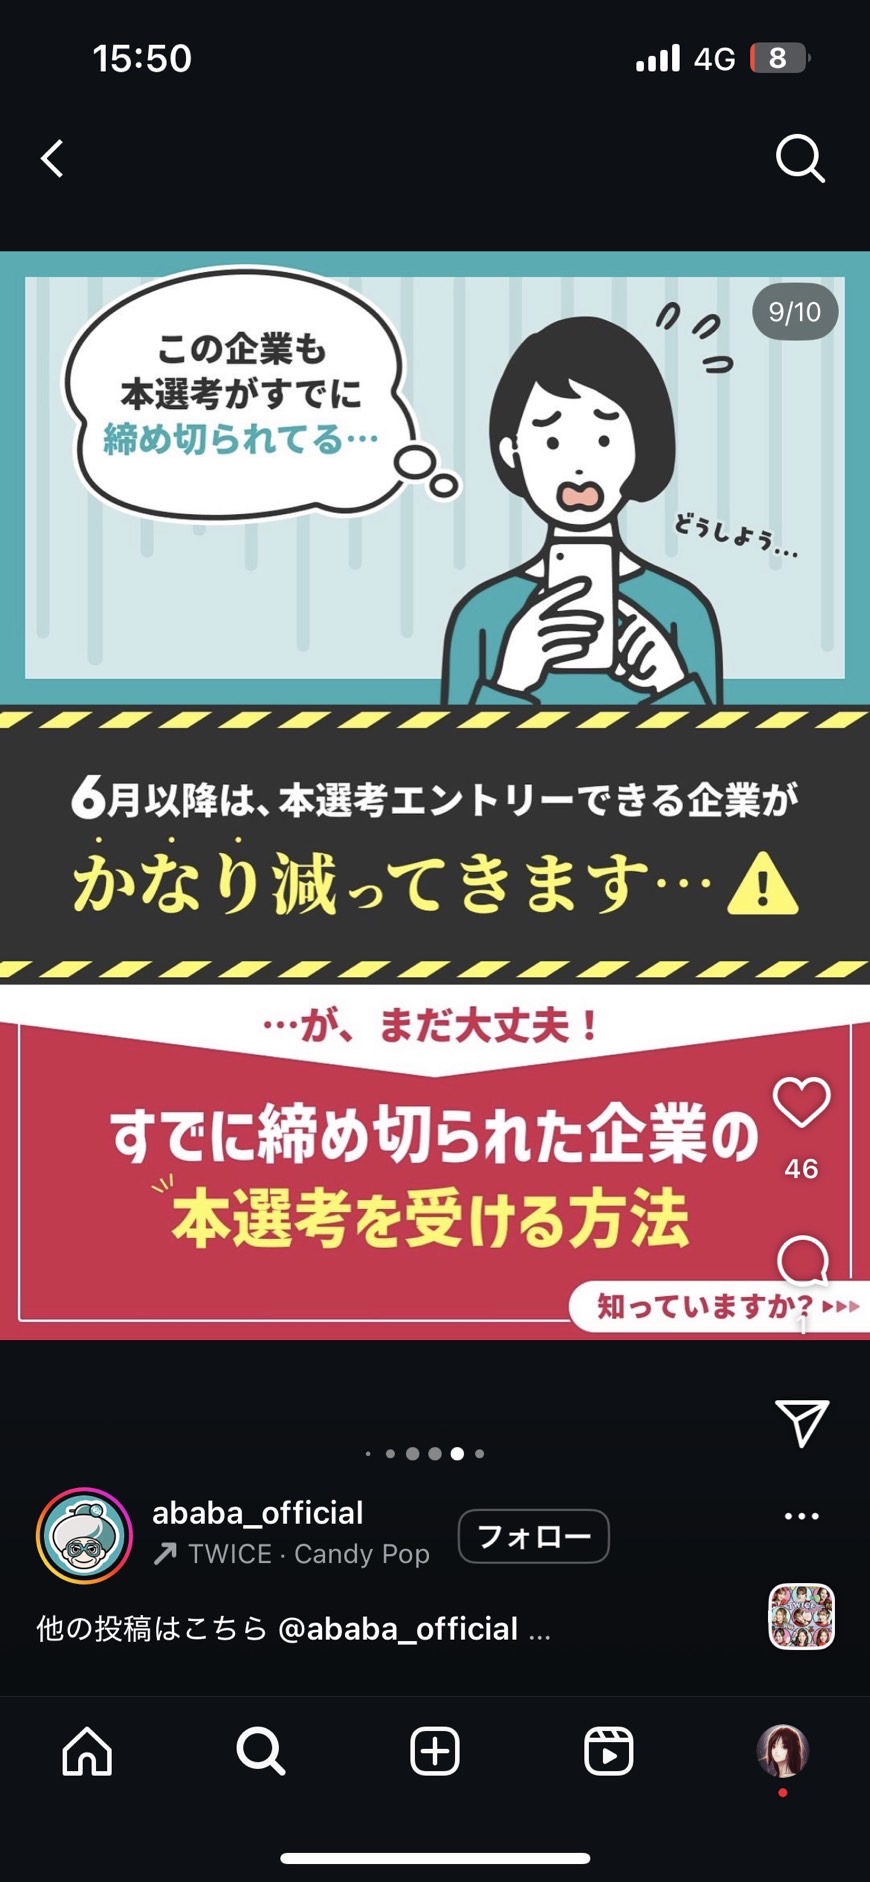 15:50
4G
8
9/10
この企業も
本選考がすでに
締め切られてる…
どうしよう…
6月以降は、本選考エントリーできる企業が
かなり減ってきます…
…が、まだ大丈夫！
すでに締め切られた企業の
46
本選考を受ける方法
知っていますか?
1
ababa_official
フォロー
TWICE · Candy Pop
他の投稿はこちら @ababa_official ...